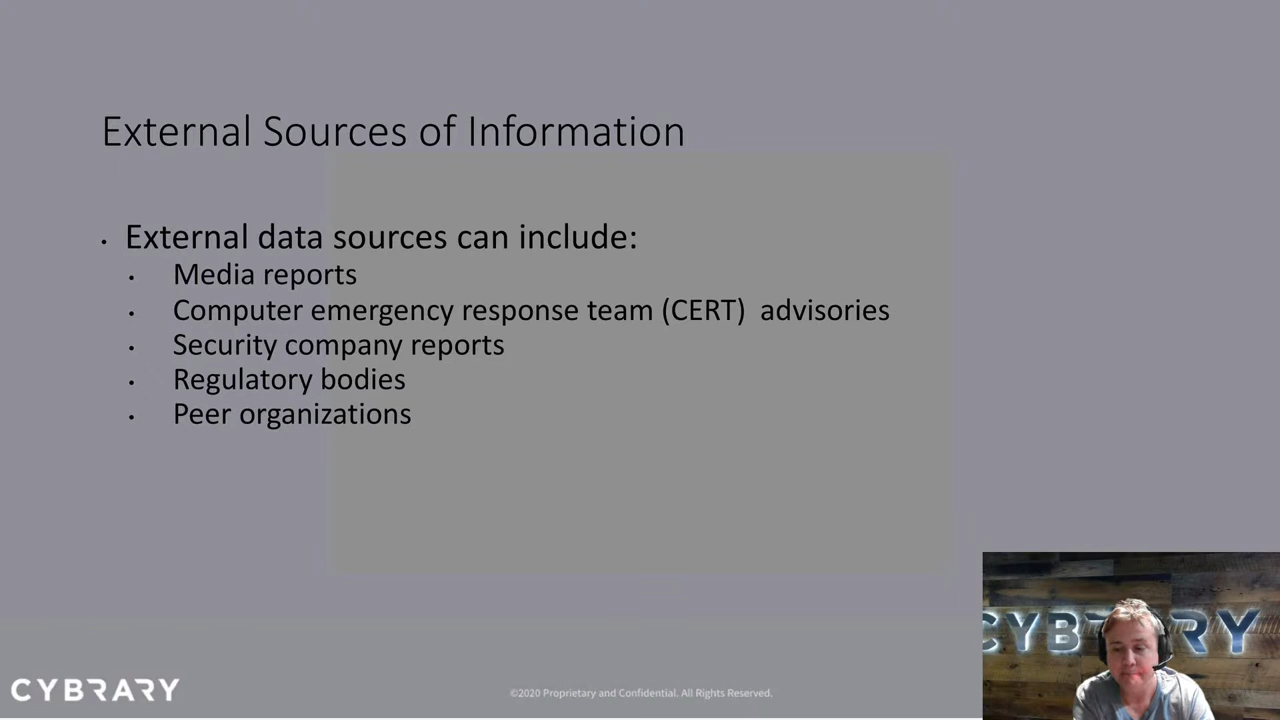 External Sources of Information
• External data sources can include:
• Media reports
• Computer emergency response team (CERT)  advisories
• Security company reports
• Regulatory bodies
• Peer organizations
CYBRARY
CYBRARY
©2020 Proprietary and Confidential. All Rights Reserved.